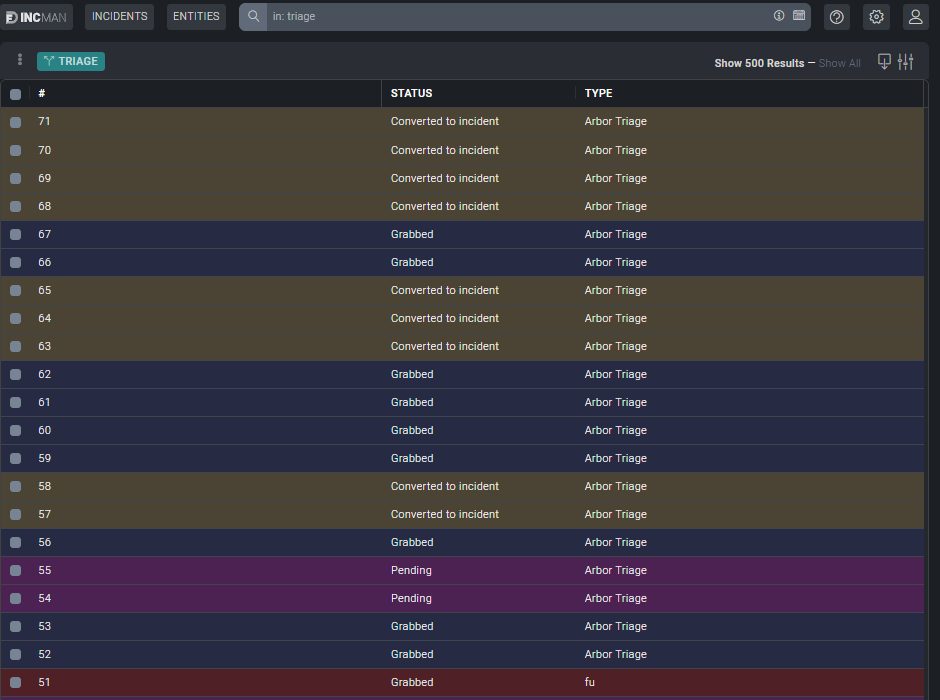 DINCMAN INCIDENTS ENTITIES in: triage
TRIAGE Show 500 Results — Show All
# STATUS TYPE
71 Converted to incident Arbor Triage
70 Converted to incident Arbor Triage
69 Converted to incident Arbor Triage
68 Converted to incident Arbor Triage
67 Grabbed Arbor Triage
66 Grabbed Arbor Triage
65 Converted to incident Arbor Triage
64 Converted to incident Arbor Triage
63 Converted to incident Arbor Triage
62 Grabbed Arbor Triage
61 Grabbed Arbor Triage
60 Grabbed Arbor Triage
59 Grabbed Arbor Triage
58 Converted to incident Arbor Triage
57 Converted to incident Arbor Triage
56 Grabbed Arbor Triage
55 Pending Arbor Triage
54 Pending Arbor Triage
53 Grabbed Arbor Triage
52 Grabbed Arbor Triage
51 Grabbed fu